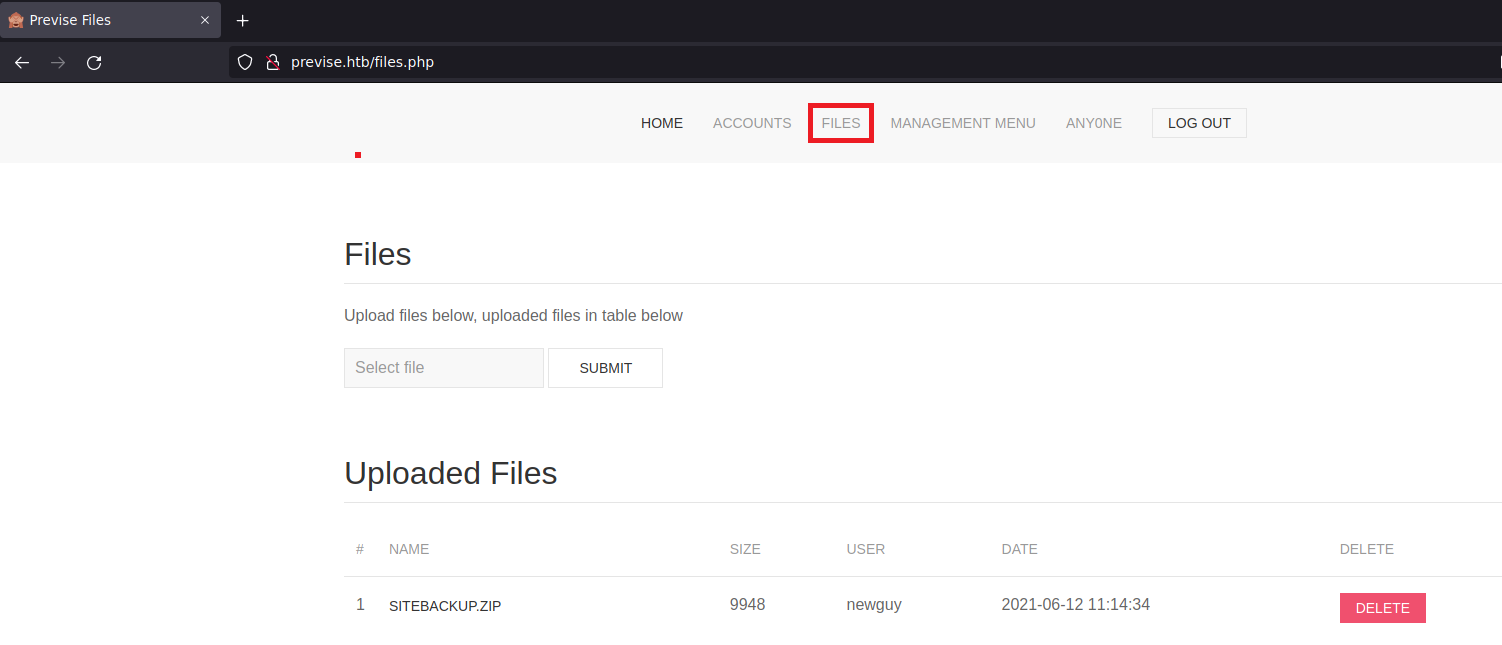 Previse Files
previse.htb/files.php
HOME ACCOUNTS FILES MANAGEMENT MENU ANY0NE LOG OUT
Files
Upload files below, uploaded files in table below
Select file SUBMIT
Uploaded Files
# NAME SIZE USER DATE DELETE
1 SITEBACKUP.ZIP 9948 newguy 2021-06-12 11:14:34 DELETE